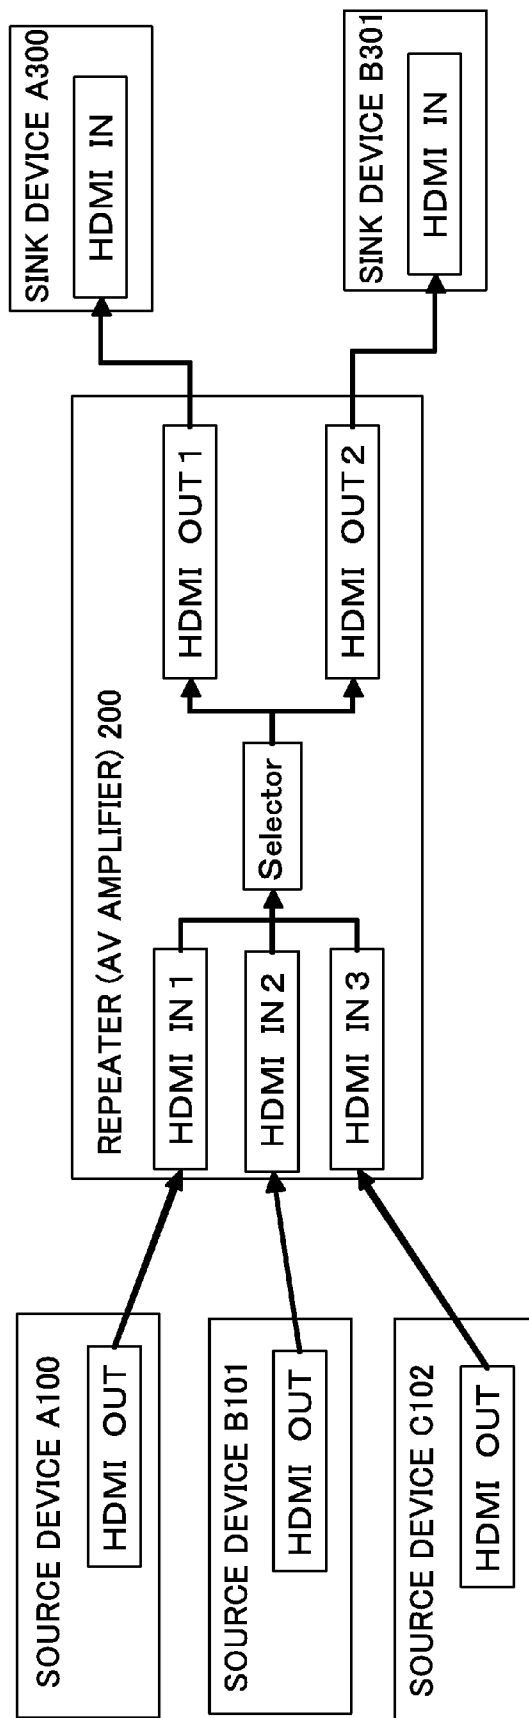 SOURCE DEVICE A100
HDMI OUT
SOURCE DEVICE B101
HDMI OUT
SOURCE DEVICE C102
HDMI OUT
REPEATER (AV AMPLIFIER) 200
HDMI IN 1
HDMI IN 2
HDMI IN 3
Selector
HDMI OUT 1
HDMI OUT 2
SINK DEVICE A300
HDMI IN
SINK DEVICE B301
HDMI IN